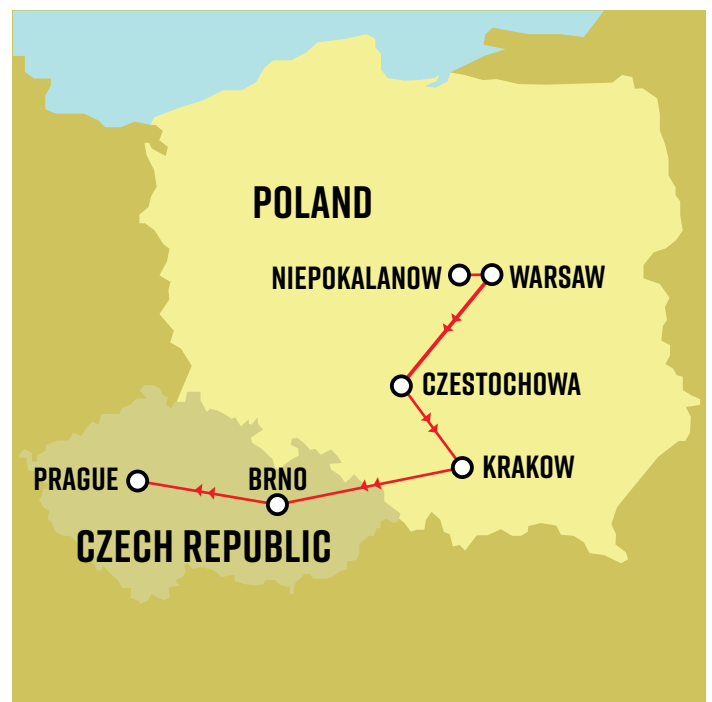 POLAND
NIEPOKALANOW
WARSAW
CZESTOCHOWA
KRAKOW
PRAGUE
BRNO
CZECH REPUBLIC